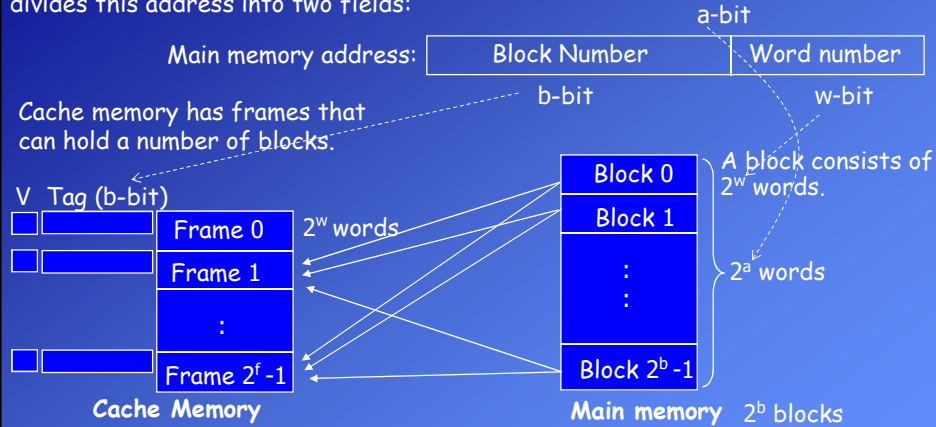 divides this address into two fields:
a-bit
Main memory address: Block Number Word number
b-bit w-bit
Cache memory has frames that
can hold a number of blocks.
V Tag (b-bit)
Frame 0 2ʷ words
Frame 1
:
Frame 2ᶠ -1
Cache Memory
Block 0
Block 1
:
:
Block 2ᵇ -1
Main memory 2ᵇ blocks
A block consists of
2ʷ words.
2ᵃ words